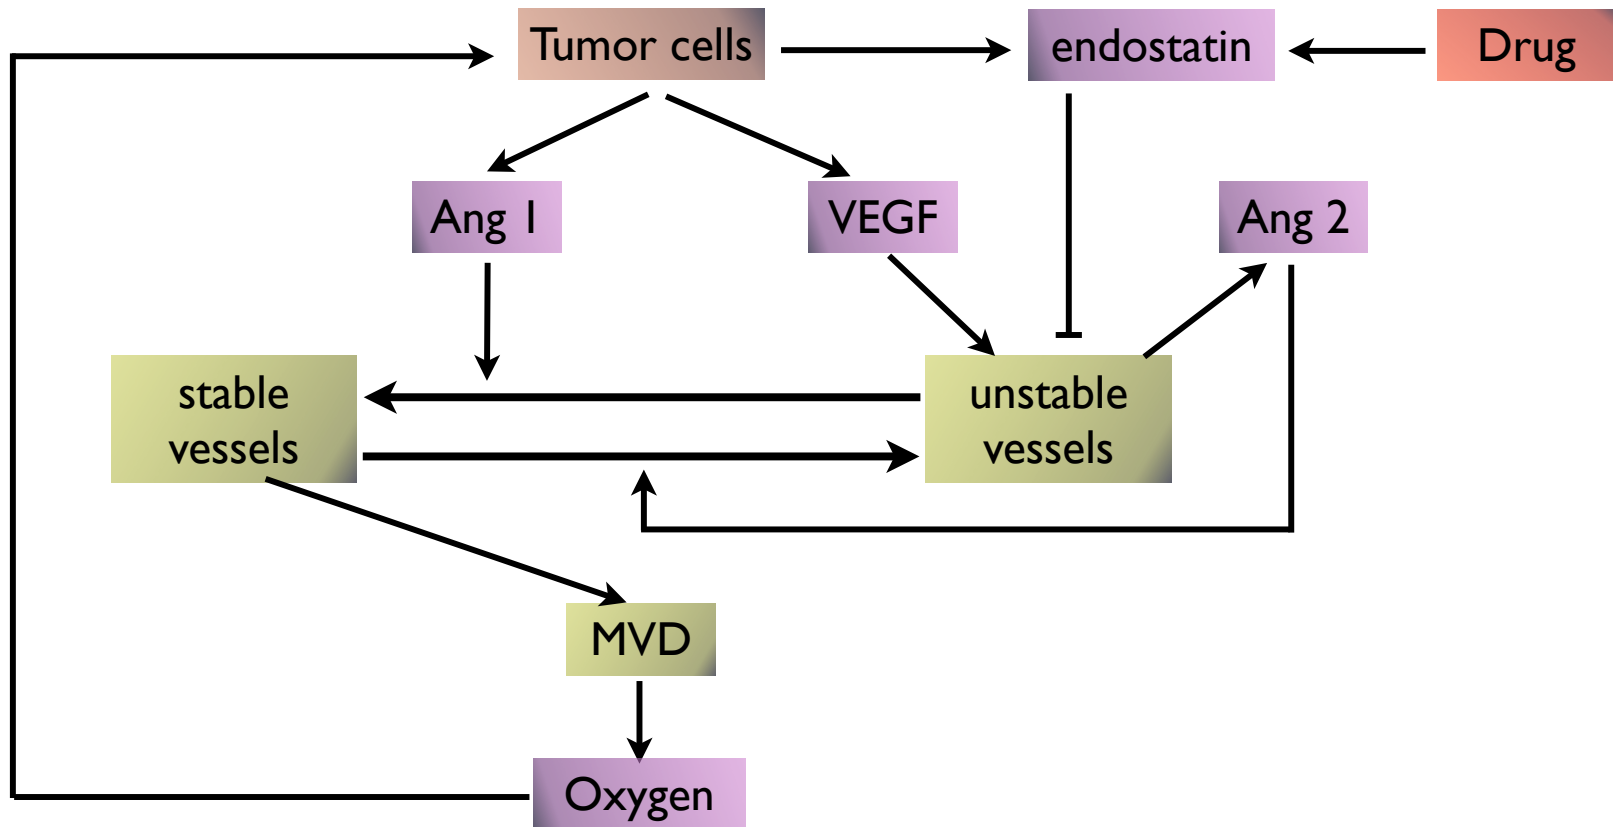 Tumor cells
endostatin
Drug
Ang 1
VEGF
Ang 2
stable
vessels
unstable
vessels
MVD
Oxygen